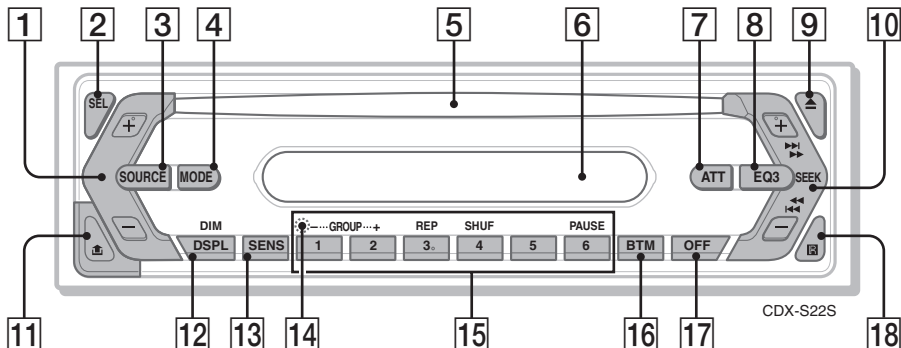 1 2 3 4 5 6 7 8 9 10
SEL
SOURCE MODE ATT EQ3 SEEK
DIM –···GROUP···+ REP SHUF PAUSE
DSPL SENS 1 2 3 4 5 6 BTM OFF R
CDX-S22S
11 12 13 14 15 16 17 18